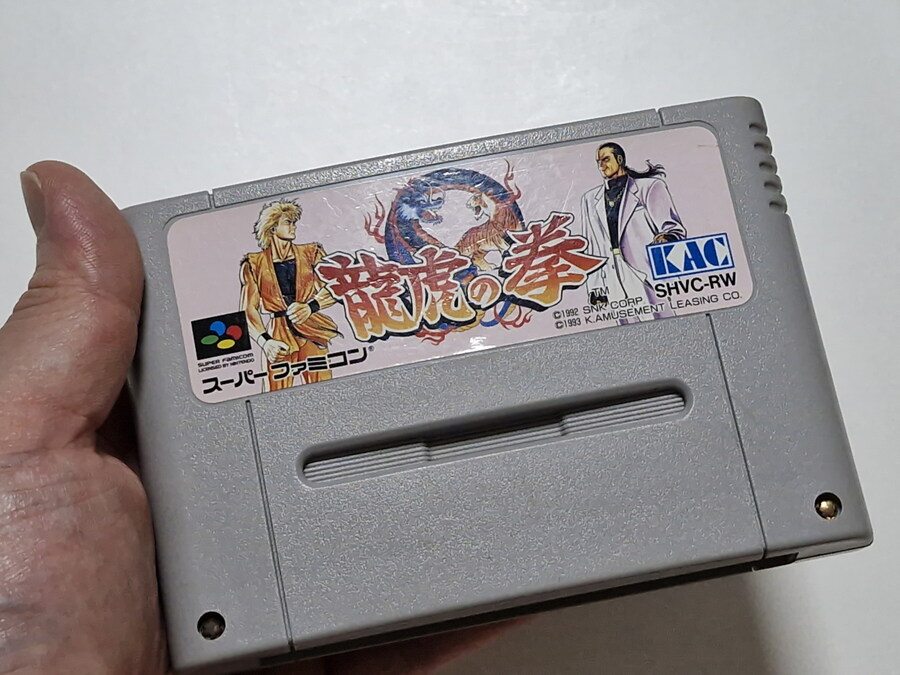 龍虎の拳
TM
KAC
SHVC-RW
©1992 SNK CORP.
©1993 K.AMUSEMENT LEASING CO.
SUPER FAMICOM
LICENSED BY NINTENDO
スーパーファミコン®